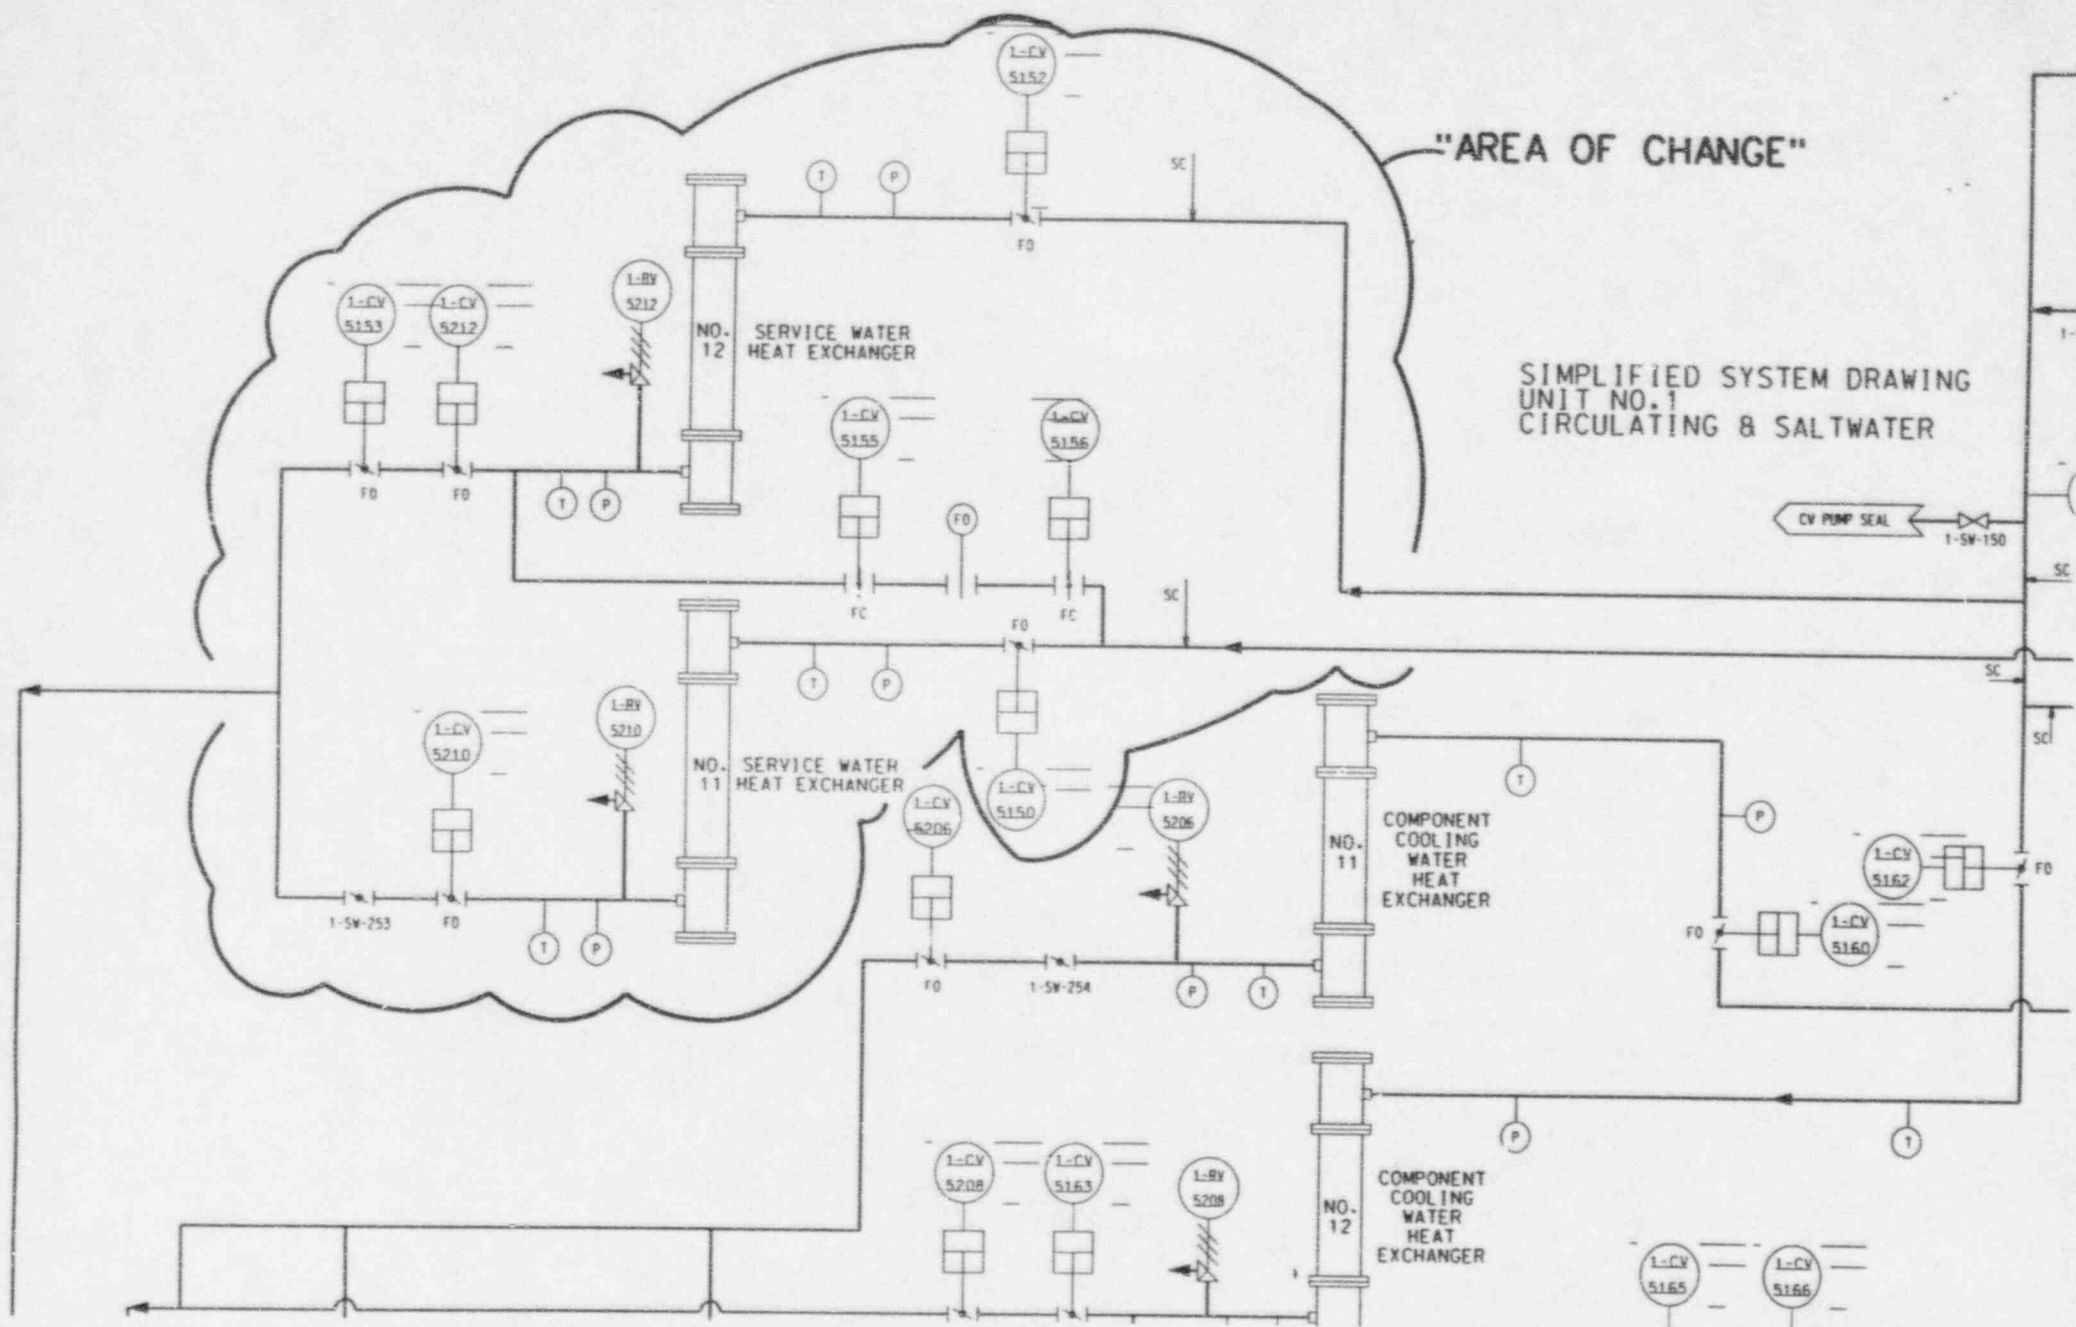 1-CV
5152
"AREA OF CHANGE"
T
P
SC
FO
1-CV
5153
1-CV
5212
1-RV
5212
NO.
12
SERVICE WATER
HEAT EXCHANGER
SIMPLIFIED SYSTEM DRAWING
UNIT NO.1
CIRCULATING & SALTWATER
1-CV
5155
1-CV
5156
FO
FO
T
P
FO
CV PUMP SEAL
1-SW-150
SC
FC
FC
SC
FO
T
P
SC
SC
1-CV
5210
1-RV
5210
NO.
11
SERVICE WATER
HEAT EXCHANGER
1-CV
5150
1-CV
5206
1-RV
5206
T
P
NO.
11
COMPONENT
COOLING
WATER
HEAT
EXCHANGER
1-CV
5162
FO
1-SW-253
FO
T
P
FO
1-CV
5160
FO
1-SW-254
P
T
P
T
1-CV
5208
1-CV
5163
1-RV
5208
NO.
12
COMPONENT
COOLING
WATER
HEAT
EXCHANGER
1-CV
5165
1-CV
5166